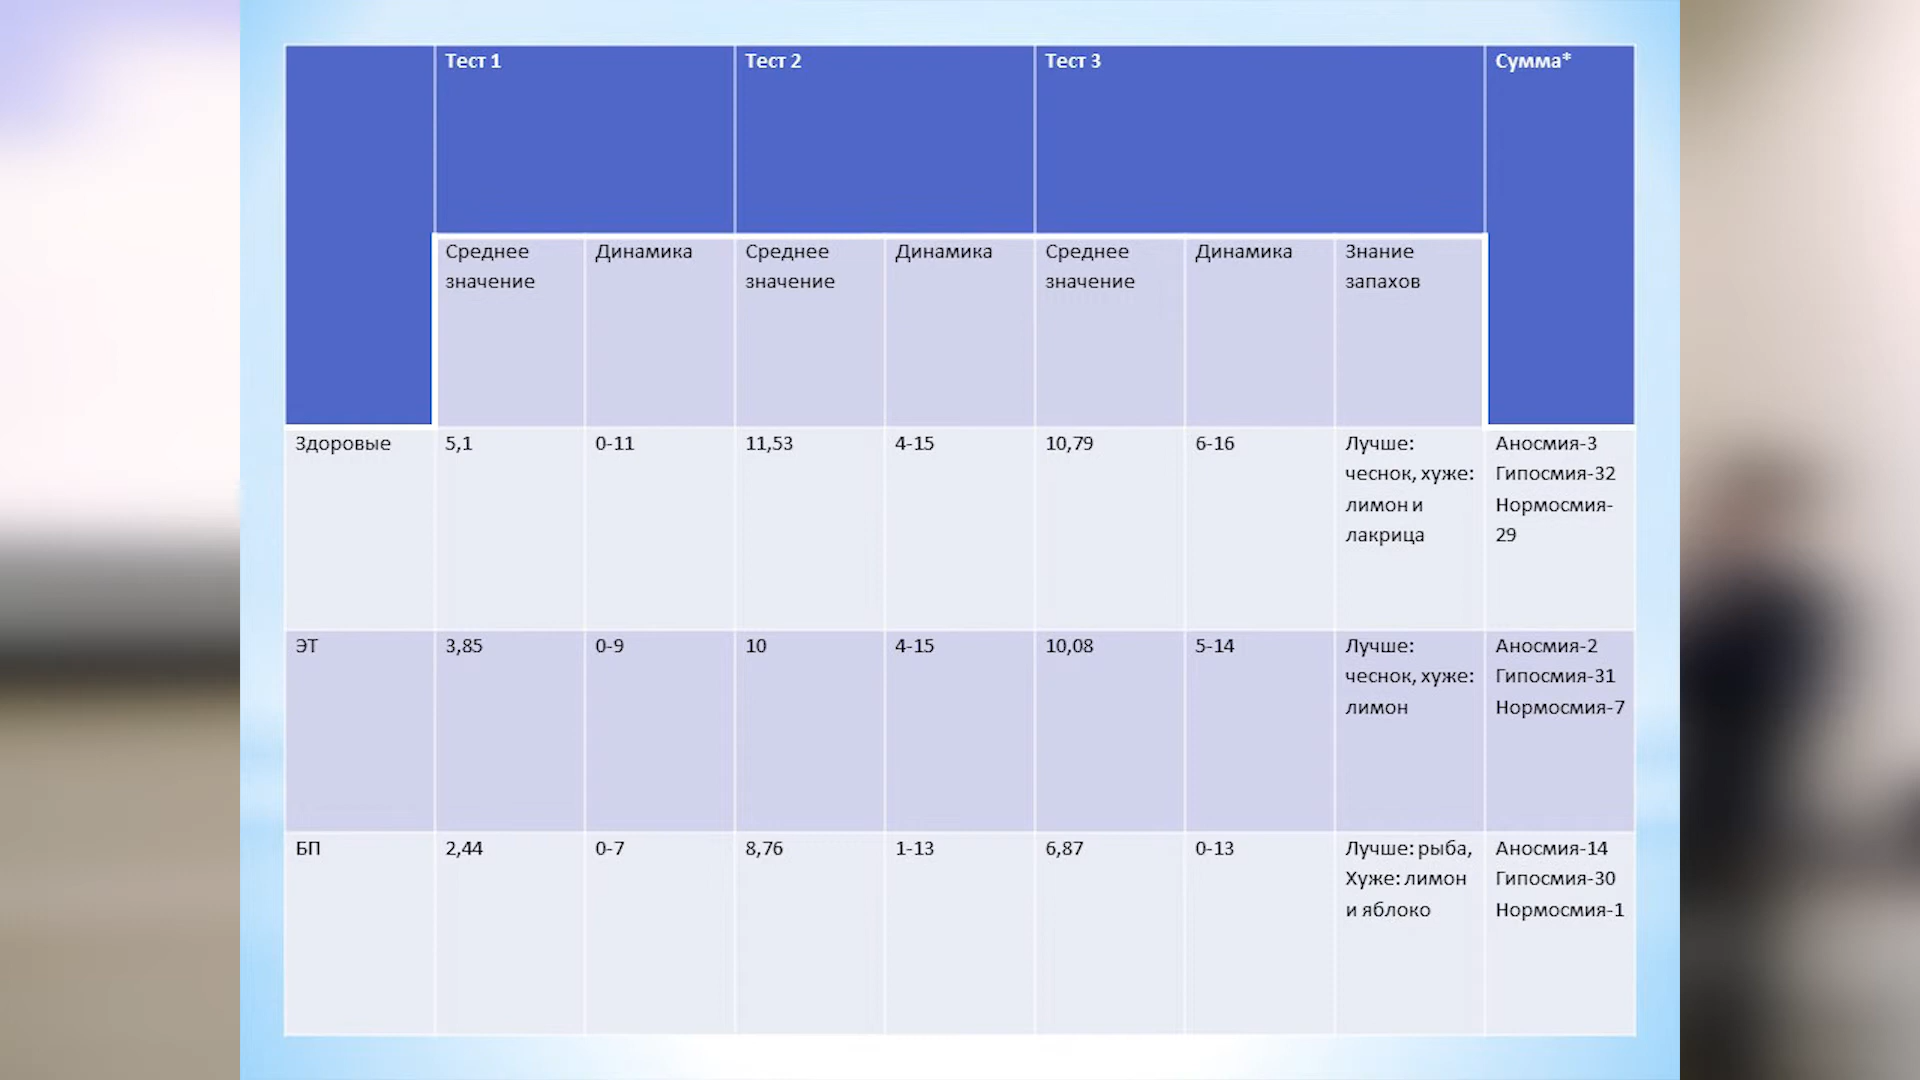 Тест 1
Тест 2
Тест 3
Сумма*
Среднее значение
Динамика
Среднее значение
Динамика
Среднее значение
Динамика
Знание запахов
Здоровые
5,1
0-11
11,53
4-15
10,79
6-16
Лучше:
чеснок, хуже:
лимон и
лакрица
Аносмия-3
Гипосмия-32
Нормосмия-
29
ЭТ
3,85
0-9
10
4-15
10,08
5-14
Лучше:
чеснок, хуже:
лимон
Аносмия-2
Гипосмия-31
Нормосмия-7
БП
2,44
0-7
8,76
1-13
6,87
0-13
Лучше: рыба,
Хуже: лимон
и яблоко
Аносмия-14
Гипосмия-30
Нормосмия-1